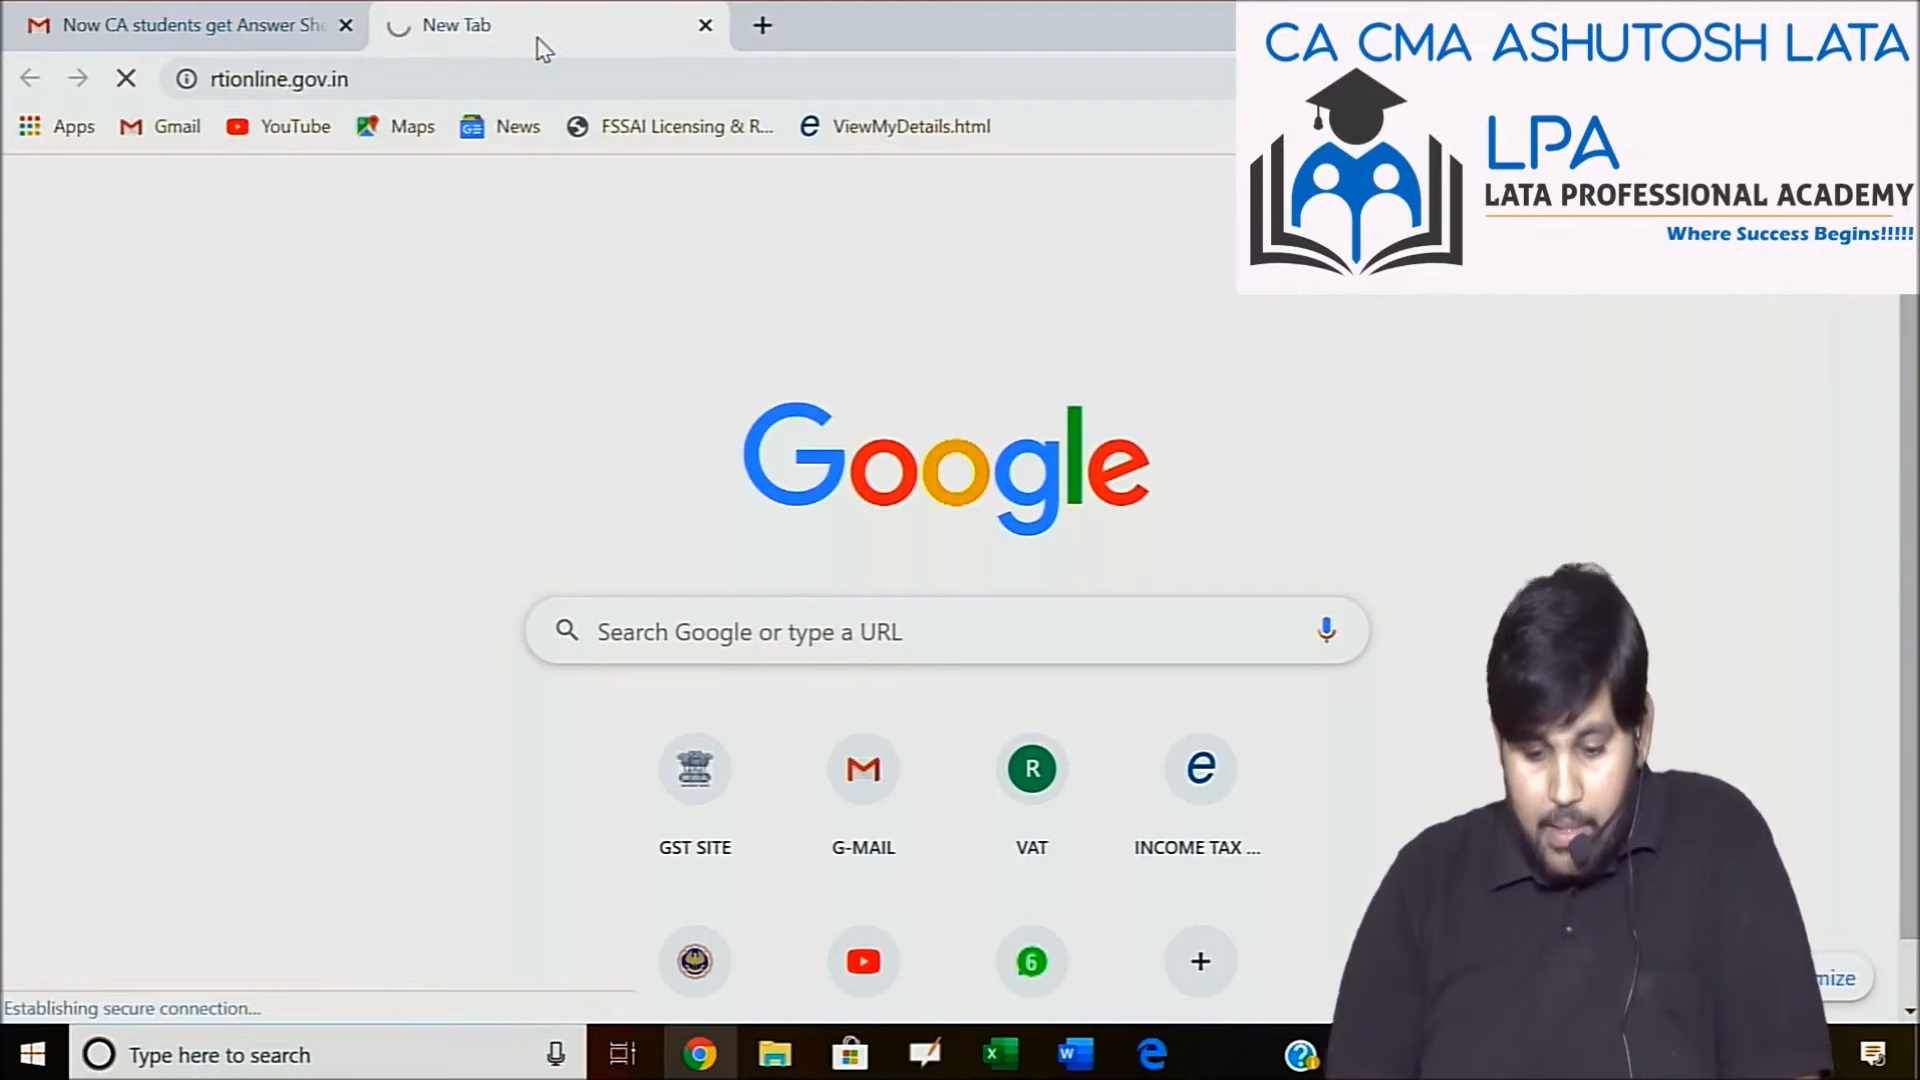 Now CA students get Answer She
New Tab
rtionline.gov.in
Apps
Gmail
YouTube
Maps
News
FSSAI Licensing & R...
ViewMyDetails.html
CA CMA ASHUTOSH LATA
LPA
LATA PROFESSIONAL ACADEMY
Where Success Begins!!!!!
Google
Search Google or type a URL
R
GST SITE
G-MAIL
VAT
INCOME TAX ...
6
mize
Establishing secure connection...
Type here to search